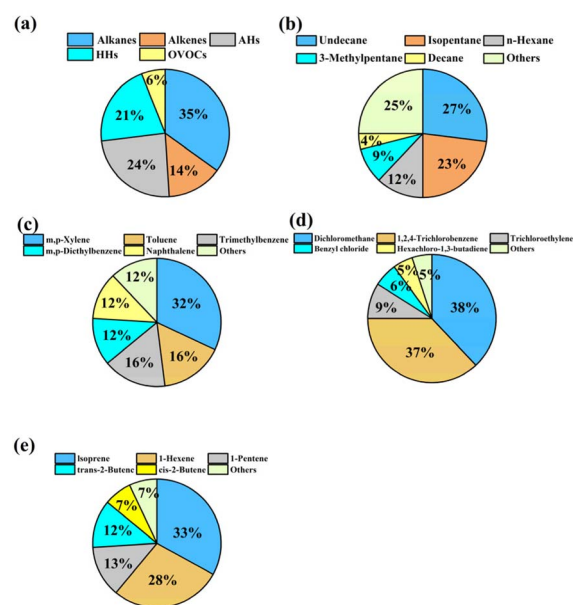 (a)
Alkanes Alkenes AHs
HHs OVOCs
6%
35%
21%
24%
14%
(b)
Undecane Isopentane n-Hexane
3-Methylpentane Decane Others
25%
27%
4%
9%
12%
23%
(c)
m,p-Xylene Toluene Trimethylbenzene
m,p-Diethylbenzene Naphthalene Others
12%
32%
12%
12%
16%
16%
(d)
Dichloromethane 1,2,4-Trichlorobenzene Trichloroethylene
Benzyl chloride Hexachloro-1,3-butadiene Others
5%
5%
6%
38%
9%
37%
(e)
Isoprene 1-Hexene 1-Pentene
trans-2-Butene cis-2-Butene Others
7%
7%
33%
12%
13%
28%